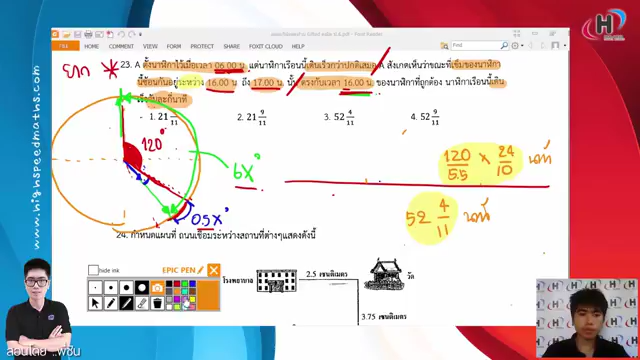 FILE
HOME
COMMENT
VIEW
FORM
PROTECT
SHARE
HELP
FOXIT CLOUD
Find
ยาก *
23. A ตั้งนาฬิกาไว้เมื่อเวลา 06.00 น. แต่นาฬิกาเรือนนี้เดินเร็วกว่าปกติเสมอ A สังเกตเห็นว่าขณะที่เข็มของนาฬิกา
นี้ซ้อนกันอยู่ระหว่าง 16.00 น. ถึง 17.00 น. นั้น ตรงกับเวลา 16.00 น. ของนาฬิกาที่ถูกต้อง นาฬิกาเรือนนี้เดิน
เร็วกันละกี่นาที
1. 21 9/11
2. 21 9/11
3. 52 4/11
4. 52 9/11
120°
6x°
0.5x°
120/5.5 x 24/10 นาที
52 4/11 นาที
24. กำหนดแผนที่ ถนนเชื่อมระหว่างสถานที่ต่างๆแสดงดังนี้
hide ink
EPIC PEN
โรงพยาบาล
2.5 เซนติเมตร
วัด
3.75 เซนติเมตร
www.highspeedmaths.com
สอนโดย ..พี่ชัน
HIGHSPEED